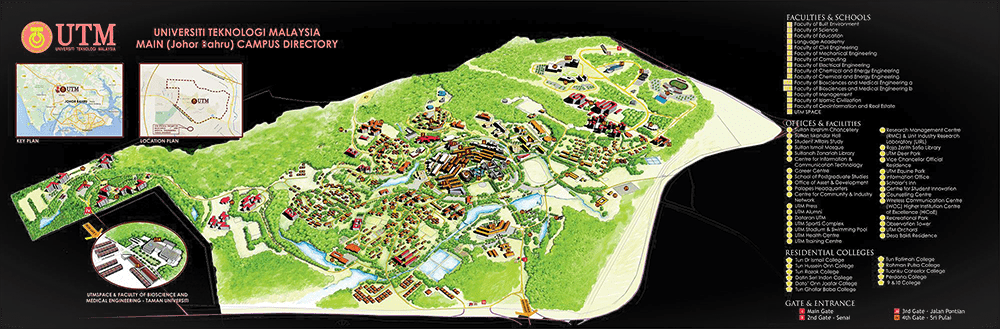 UTM
UNIVERSITI TEKNOLOGI MALAYSIA
UNIVERSITI TEKNOLOGI MALAYSIA
MAIN (Johor Bahru) CAMPUS DIRECTORY
UTM
JOHOR BAHRU
KEY PLAN
UTM
LOCATION PLAN
UTMSPACE & FACULTY OF BIOSCIENCE AND
MEDICAL ENGINEERING - TAMAN UNIVERSITI
FACULTIES & SCHOOLS
Faculty of Built Environment
Faculty of Science
Faculty of Education
Language Academy
Faculty of Civil Engineering
Faculty of Mechanical Engineering
Faculty of Computing
Faculty of Electrical Engineering
Faculty of Chemical and Energy Engineering
Faculty of Chemical and Energy Engineering
Faculty of Biosciences and Medical Engineering a
Faculty of Biosciences and Medical Engineering b
Faculty of Management
Faculty of Islamic Civilisation
Faculty of Geoinformation and Real Estate
UTM SPACE
OFFICES & FACILITIES
Sultan Ibrahim Chancellery
Sultan Iskandar Hall
Student Affairs Study
Sultan Ismail Mosque
Sultanah Zanariah Library
Centre for Information &
Communication Technology
Career Centre
School of Postgraduate Studies
Office of Asset & Development
Palapes Headquarters
Centre for Community & Industry
Network
UTM Press
UTM Alumni
Dataran UTM
UTM Sports Complex
UTM Stadium & Swimming Pool
UTM Health Centre
UTM Training Centre
Research Management Centre
(RMC) & Unit Industry Research
Laboratory (UIRL)
Raja Zarith Sofia Library
UTM Deer Park
Vice Chancellor Official
Residence
UTM Equine Park
Information Office
Scholar's Inn
Centre for Student Innovation
Counselling Centre
Wireless Communication Centre
(WCC) Higher Institution Centre
of Excellence (HICoE)
Recreational Park
Observation Tower
UTM Orchard
Desa Bakti Residence
RESIDENTIAL COLLEGES
Tun Dr Ismail College
Tun Hussein Onn College
Tun Razak College
Datin Seri Endon College
Dato' Onn Jaafar College
Tun Ghafar Baba College
Tun Fatimah College
Rahman Putra College
Tuanku Canselor College
Perdana College
9 & 10 College
GATE & ENTRANCE
Main Gate
2nd Gate - Senai
3rd Gate - Jalan Pontian
4th Gate - Sri Pulai